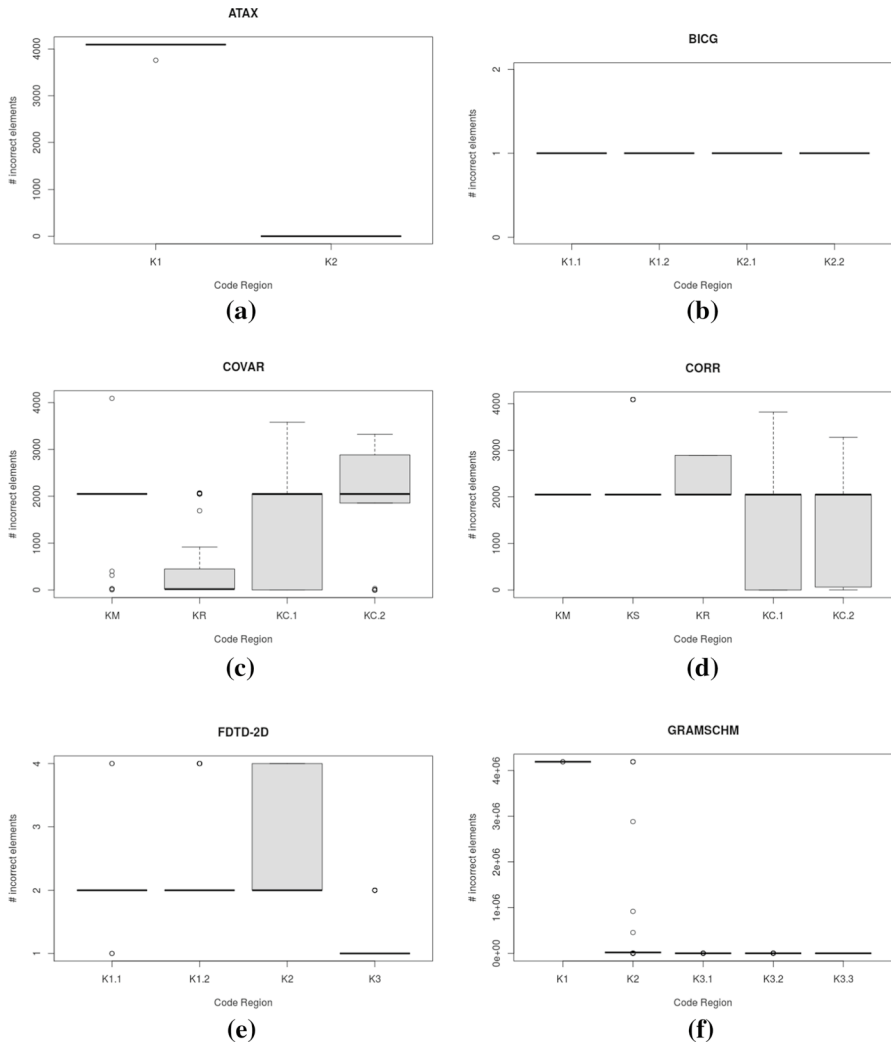 ATAX
# incorrect elements
4000
3000
2000
1000
0
K1 K2
Code Region
(a)
BICG
# incorrect elements
2
1
0
K1.1 K1.2 K2.1 K2.2
Code Region
(b)
COVAR
# incorrect elements
4000
3000
2000
1000
0
KM KR KC.1 KC.2
Code Region
(c)
CORR
# incorrect elements
4000
3000
2000
1000
0
KM KS KR KC.1 KC.2
Code Region
(d)
FDTD-2D
# incorrect elements
4
3
2
1
K1.1 K1.2 K2 K3
Code Region
(e)
GRAMSCHM
# incorrect elements
4e+06
3e+06
2e+06
1e+06
0e+00
K1 K2 K3.1 K3.2 K3.3
Code Region
(f)